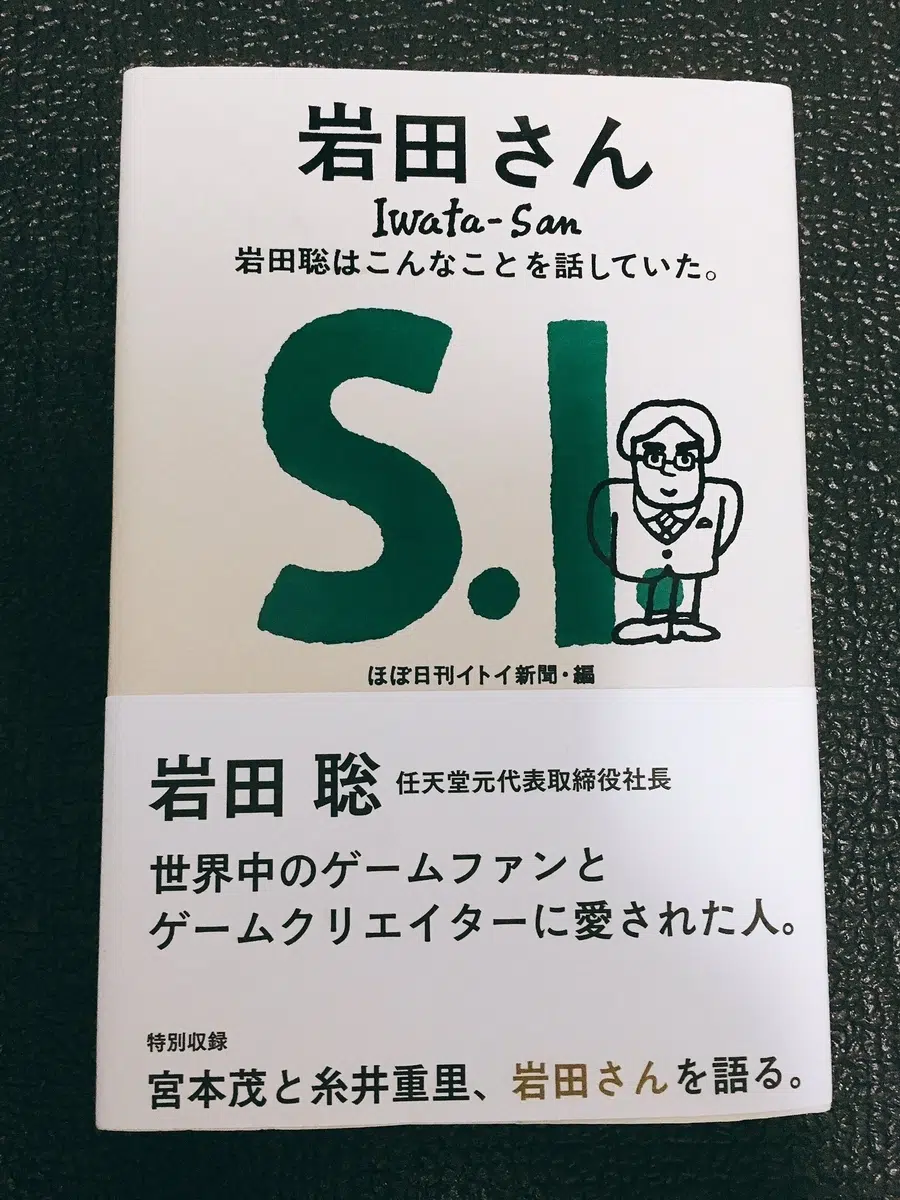 岩田さん
Iwata-San
岩田聡はこんなことを話していた。
S.I.
ほぼ日刊イトイ新聞・編
岩田 聡 任天堂元代表取締役社長
世界中のゲームファンと
ゲームクリエイターに愛された人。
特別収録
宮本茂と糸井重里、岩田さんを語る。